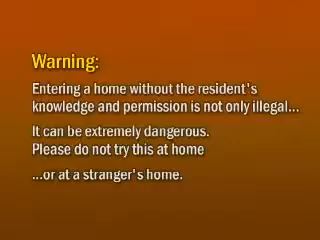 Warning:
Entering a home without the resident's
knowledge and permission is not only illegal...
It can be extremely dangerous.
Please do not try this at home
...or at a stranger's home.